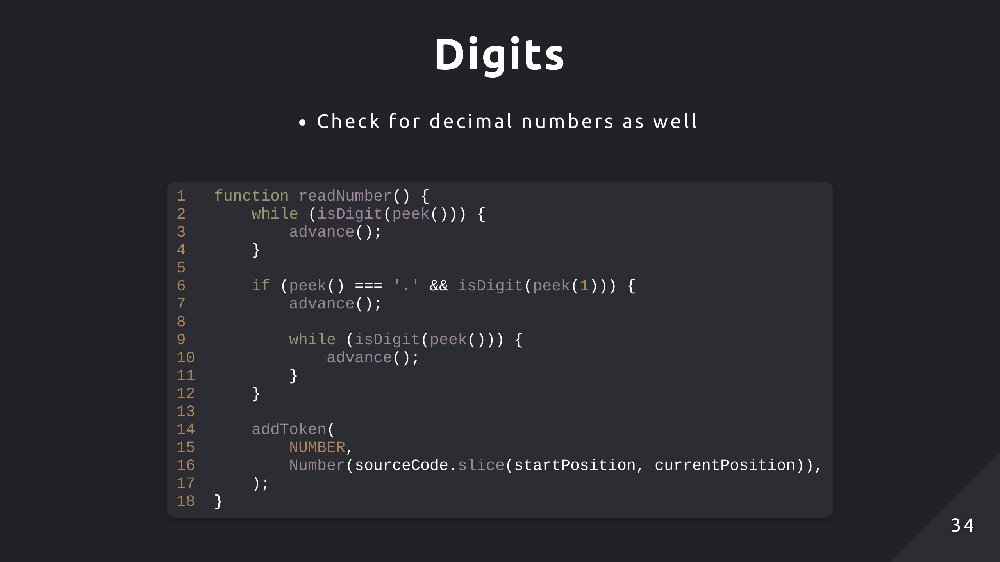 Digits
• Check for decimal numbers as well
1 function readNumber() {
2     while (isDigit(peek())) {
3         advance();
4     }
5
6     if (peek() === '.' && isDigit(peek(1))) {
7         advance();
8
9         while (isDigit(peek())) {
10             advance();
11         }
12     }
13
14     addToken(
15         NUMBER,
16         Number(sourceCode.slice(startPosition, currentPosition)),
17     );
18 }
34